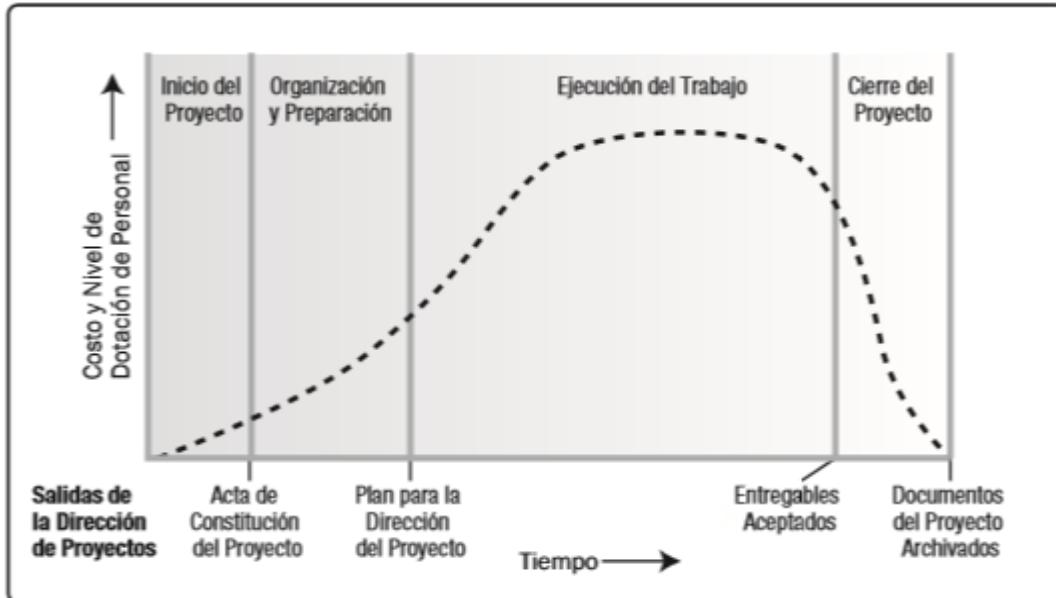 Inicio del
Proyecto
Organización
y Preparación
Ejecución del Trabajo
Cierre del
Proyecto
Costo y Nivel de
Dotación de Personal
Salidas de
la Dirección
de Proyectos
Acta de
Constitución
del Proyecto
Plan para la
Dirección
del Proyecto
Entregables
Aceptados
Documentos
del Proyecto
Archivados
Tiempo